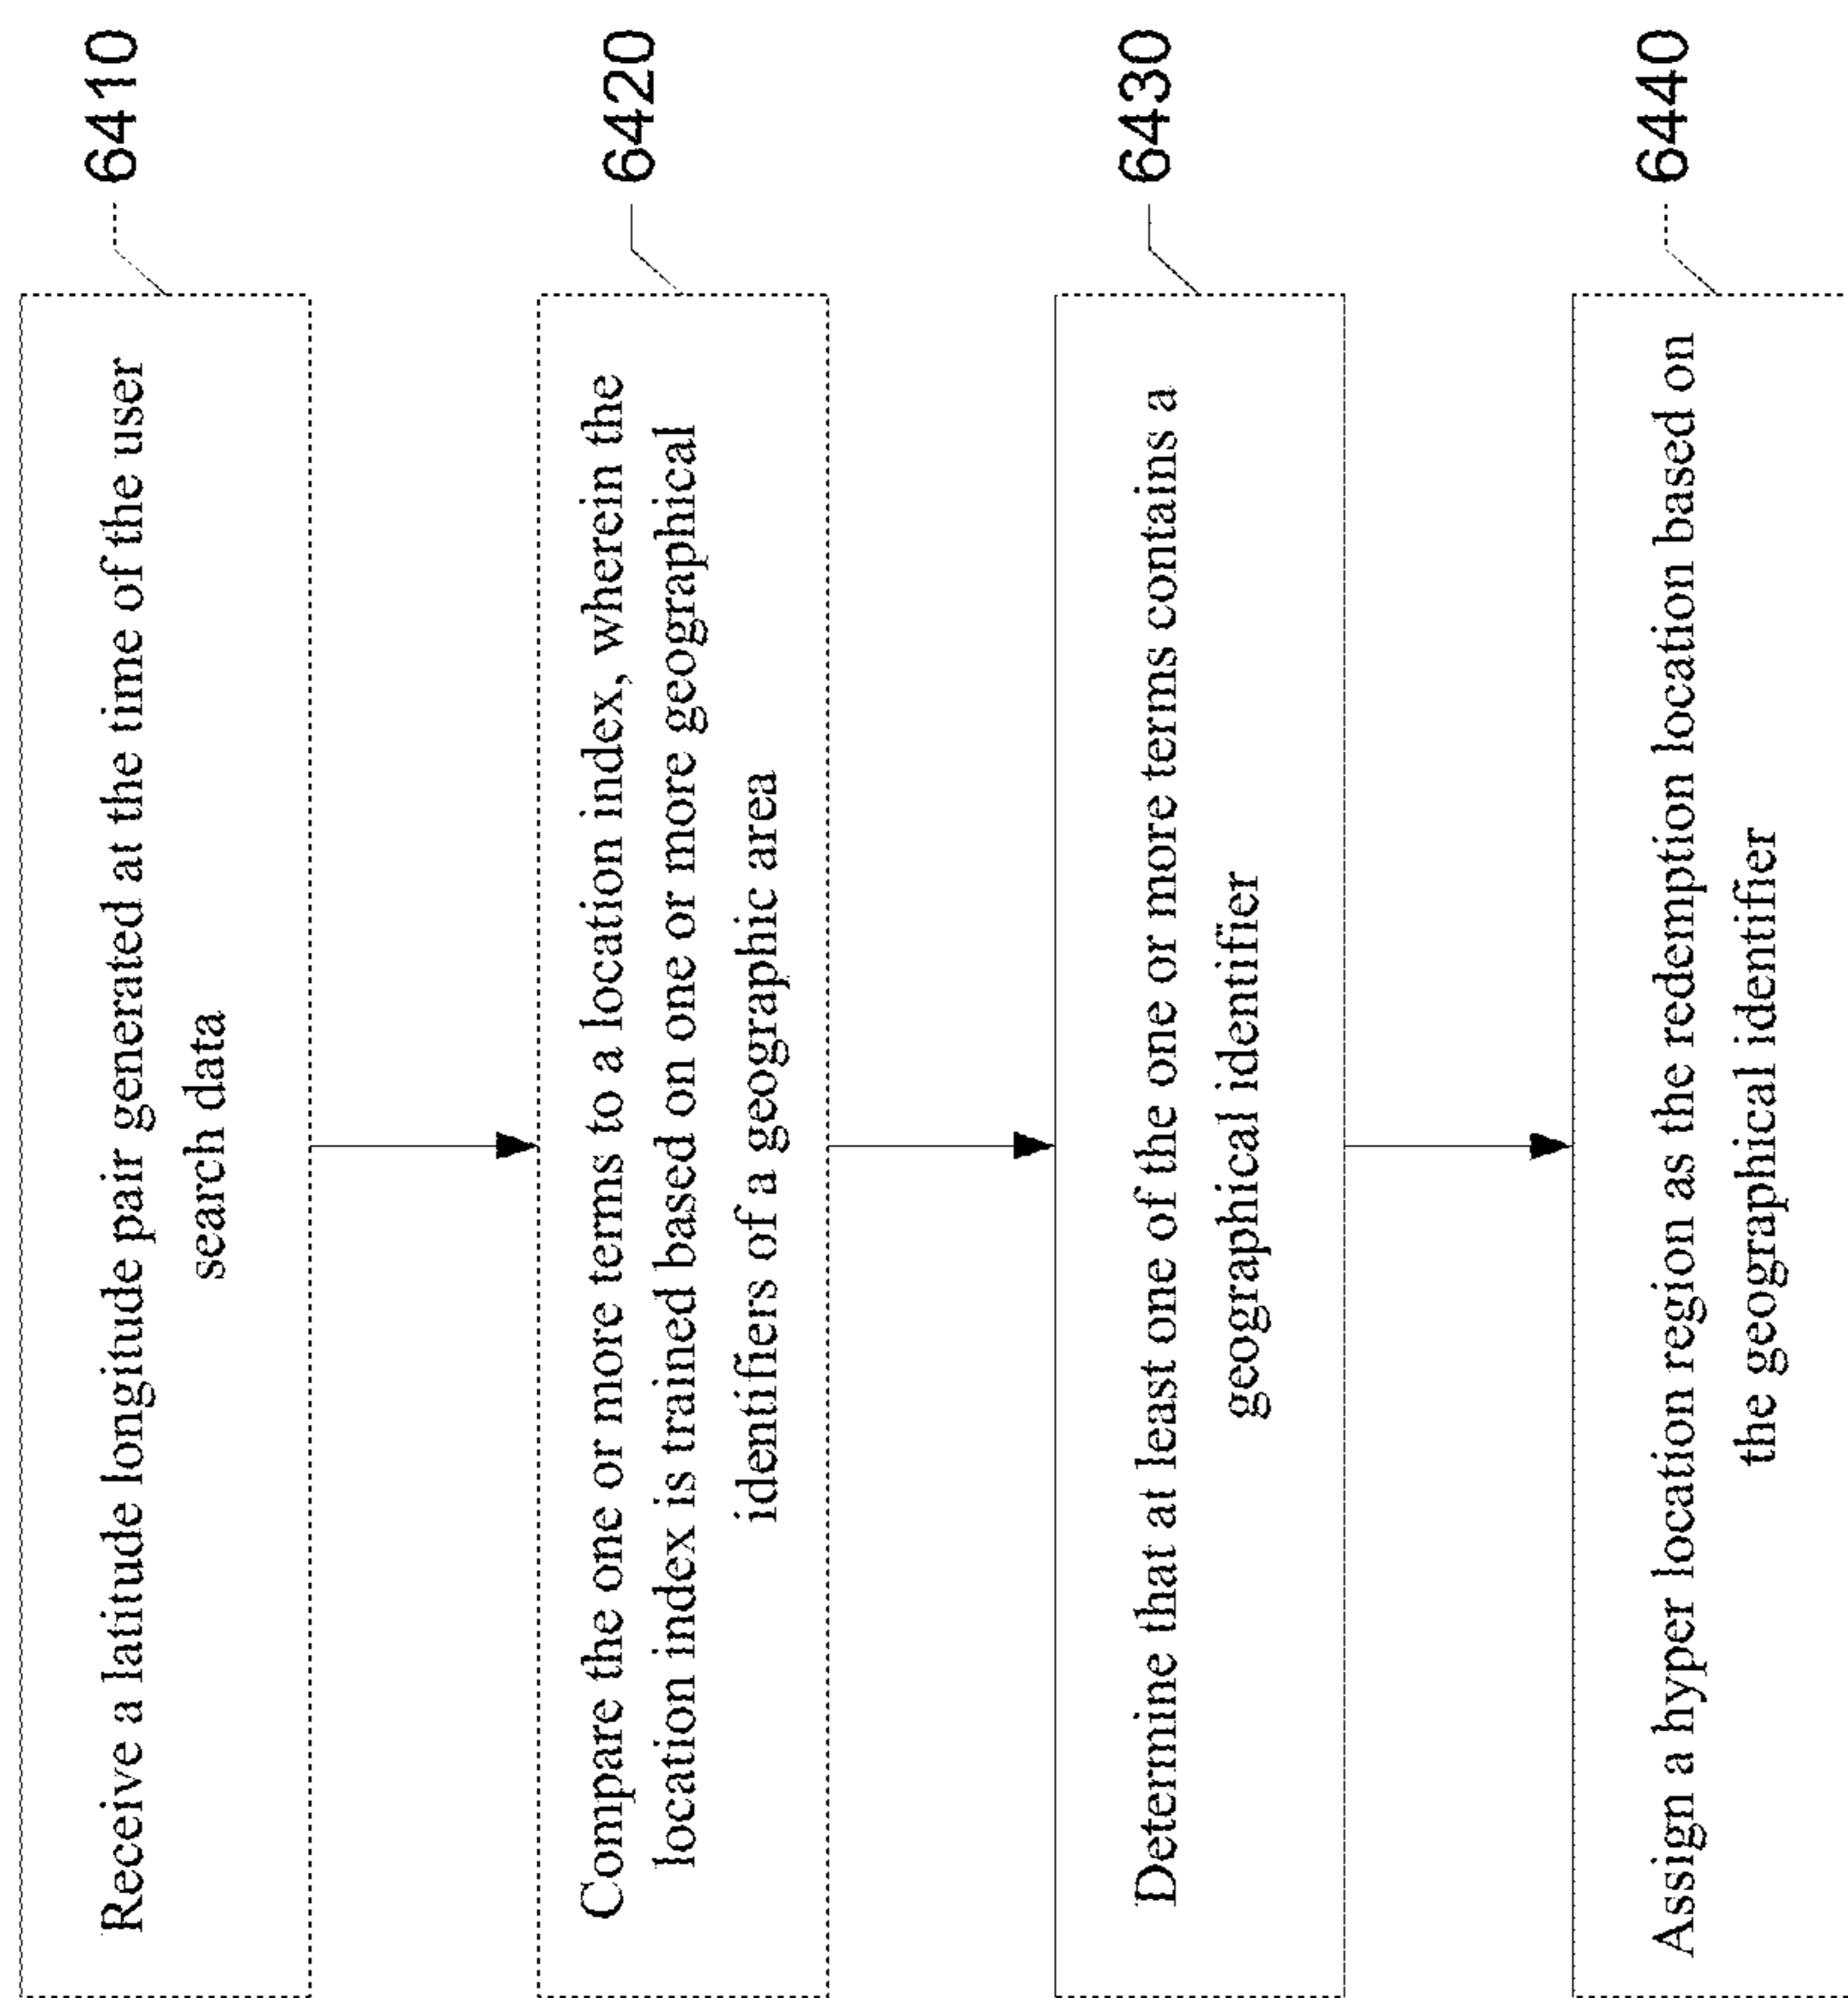 Receive a latitude longitude pair generated at the time of the user
search data
6410
Compare the one or more terms to a location index, wherein the
location index is trained based on one or more geographical
identifiers of a geographic area
6420
Determine that at least one of the one or more terms contains a
geographical identifier
6430
Assign a hyper location region as the redemption location based on
the geographical identifier
6440